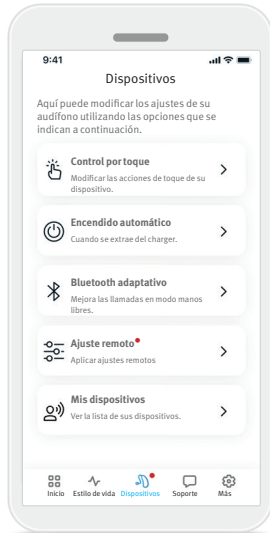 9:41
Dispositivos
Aquí puede modificar los ajustes de su
audífono utilizando las opciones que se
indican a continuación.
Control por toque
Modificar las acciones de toque de su
dispositivo.
Encendido automático
Cuando se extrae del charger.
Bluetooth adaptativo
Mejora las llamadas en modo manos
libres.
Ajuste remoto
Aplicar ajustes remotos
Mis dispositivos
Ver la lista de sus dispositivos.
Inicio Estilo de vida Dispositivos Soporte Más